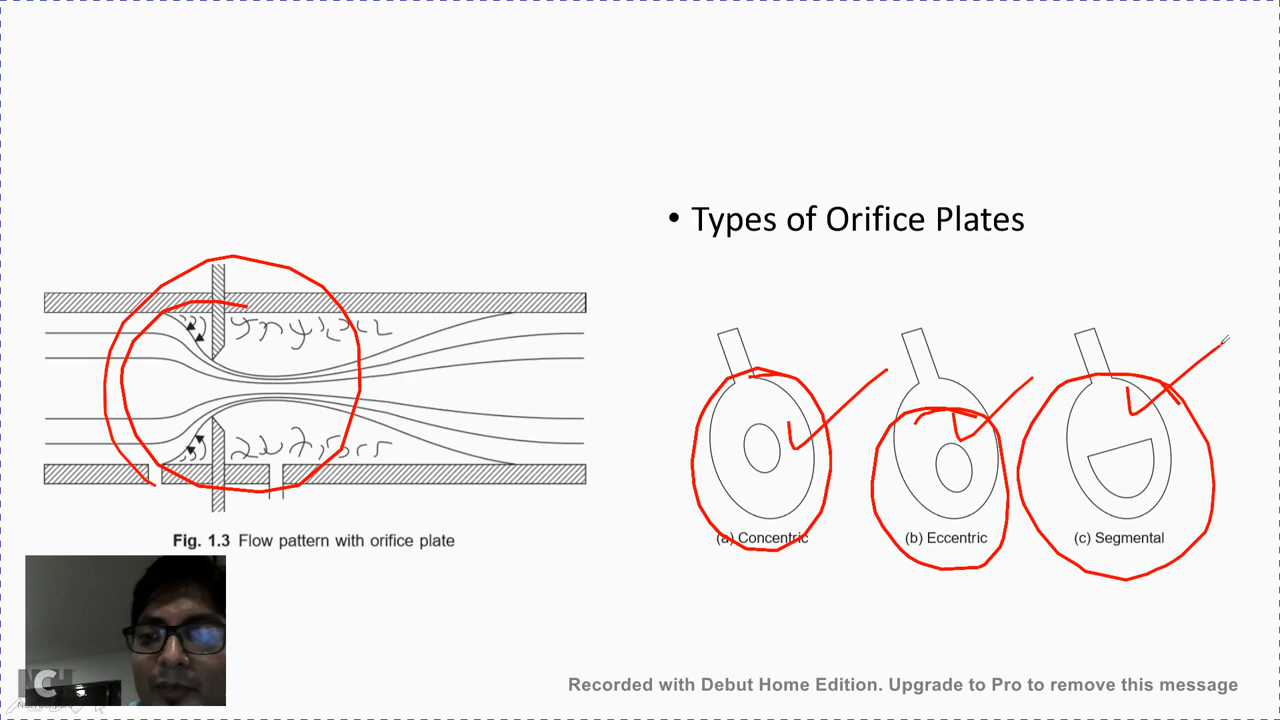 • Types of Orifice Plates
Fig. 1.3 Flow pattern with orifice plate
(a) Concentric
(b) Eccentric
(c) Segmental
Recorded with Debut Home Edition. Upgrade to Pro to remove this message